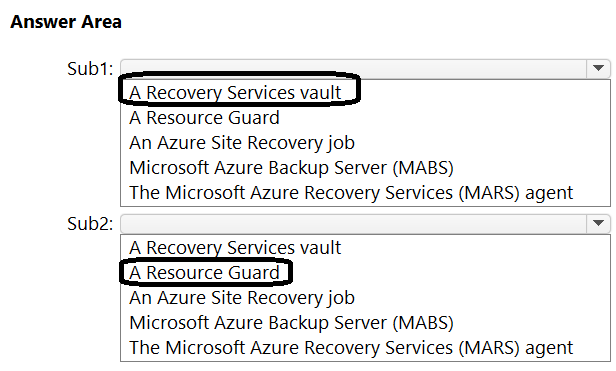 Answer Area
Sub1:
A Recovery Services vault
A Resource Guard
An Azure Site Recovery job
Microsoft Azure Backup Server (MABS)
The Microsoft Azure Recovery Services (MARS) agent
Sub2:
A Recovery Services vault
A Resource Guard
An Azure Site Recovery job
Microsoft Azure Backup Server (MABS)
The Microsoft Azure Recovery Services (MARS) agent